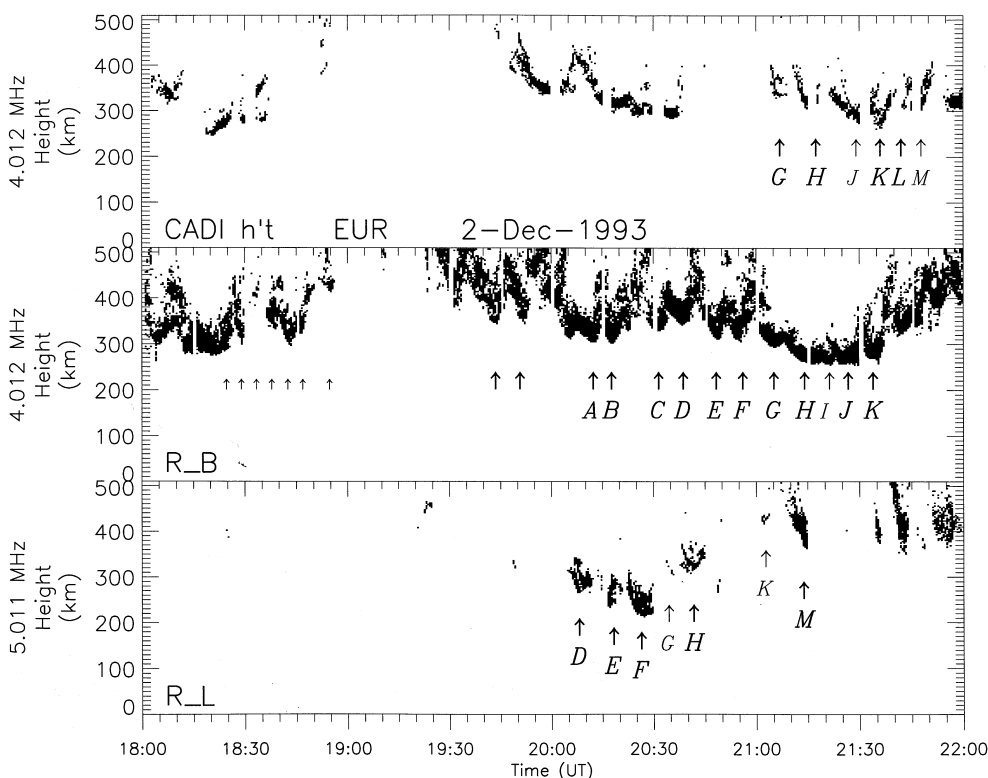 500
400
300
200
100
0
4.012 MHz
Height
(km)
G H J K L M
CADI h't EUR 2-Dec-1993
500
400
300
200
100
0
4.012 MHz
Height
(km)
A B C D E F G H I J K
R_B
500
400
300
200
100
0
5.011 MHz
Height
(km)
D E F G H K M
R_L
18:00 18:30 19:00 19:30 20:00 20:30 21:00 21:30 22:00
Time (UT)